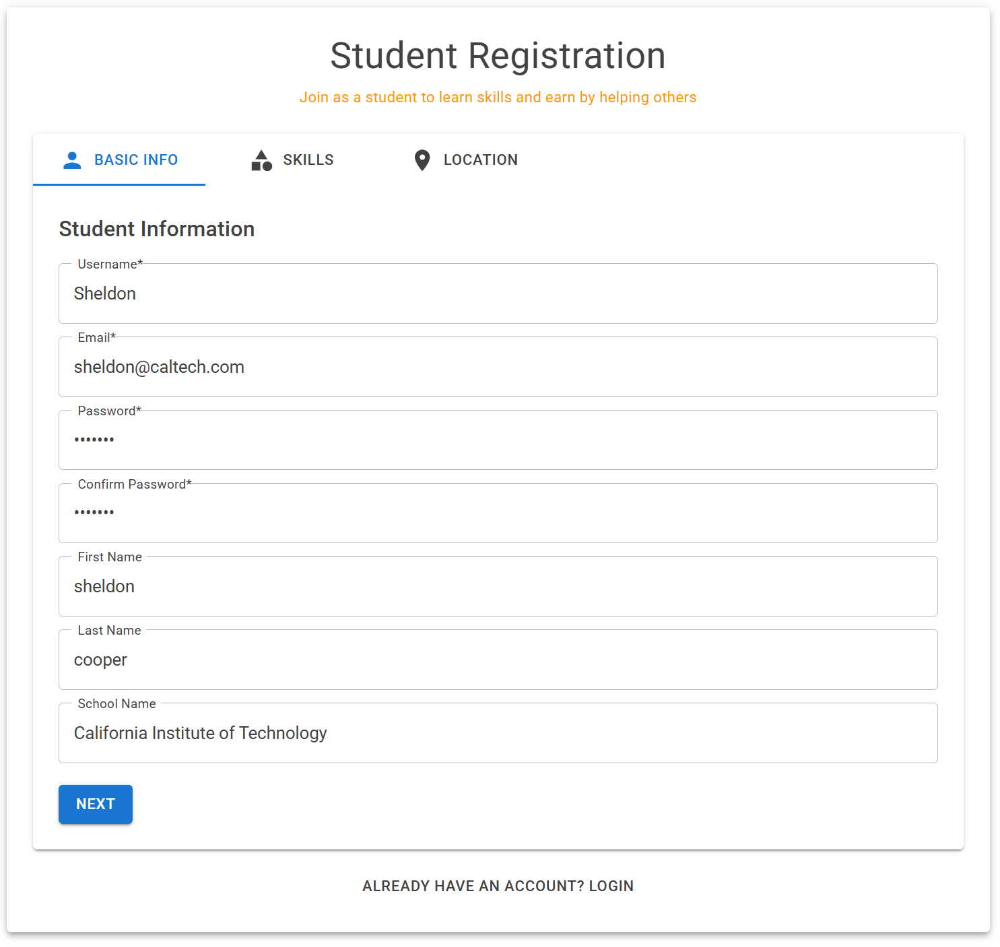 Student Registration
Join as a student to learn skills and earn by helping others
BASIC INFO SKILLS LOCATION
Student Information
Username*
Sheldon
Email*
sheldon@caltech.com
Password*
•••••••
Confirm Password*
•••••••
First Name
sheldon
Last Name
cooper
School Name
California Institute of Technology
NEXT
ALREADY HAVE AN ACCOUNT? LOGIN